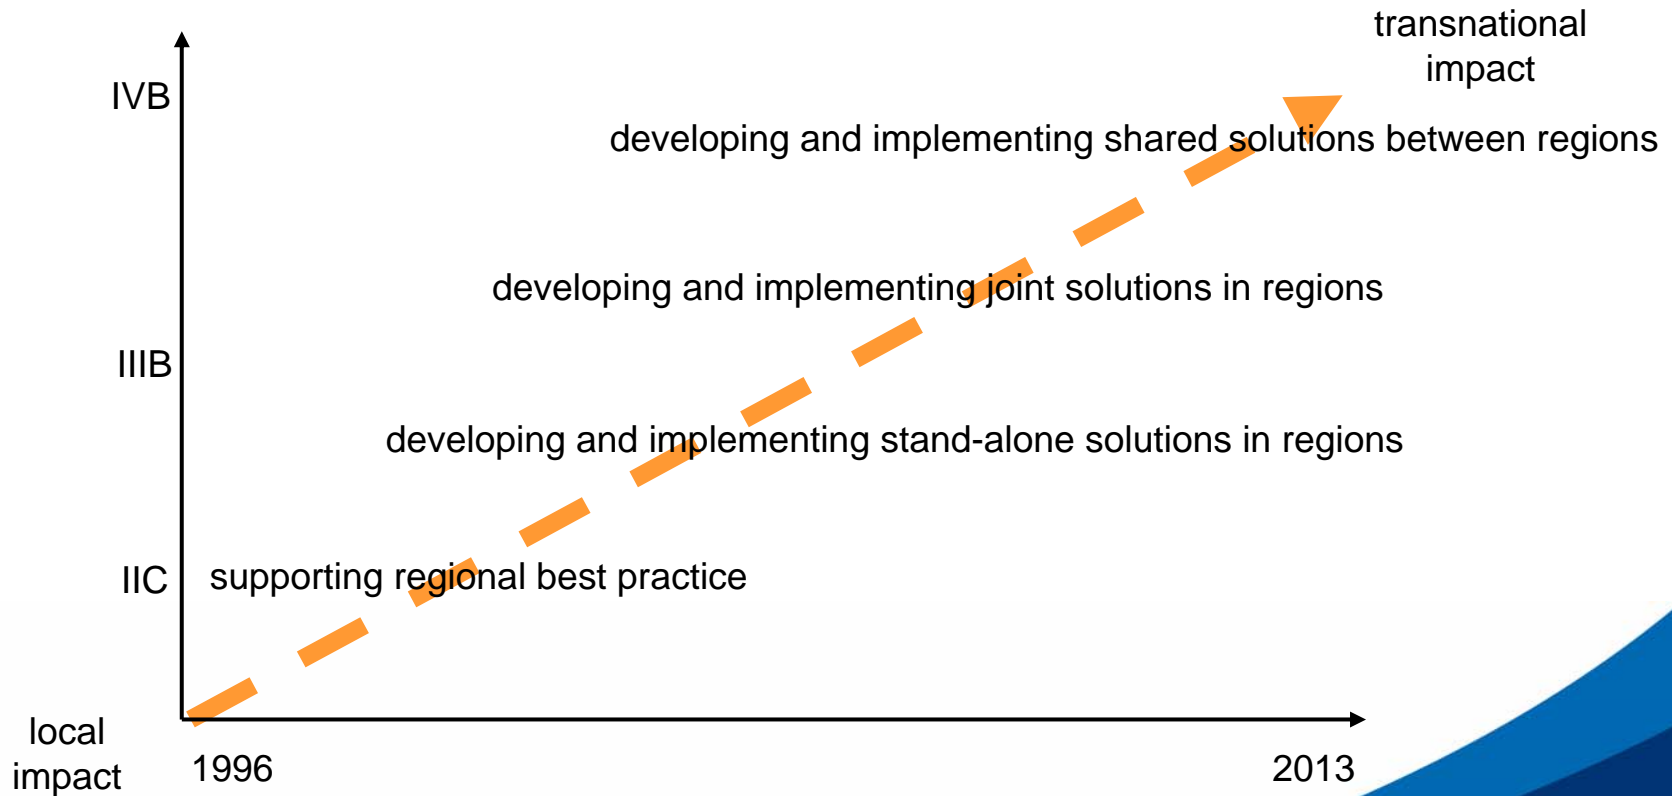 transnational
impact
IVB
developing and implementing shared solutions between regions
developing and implementing joint solutions in regions
IIIB
developing and implementing stand-alone solutions in regions
IIC
supporting regional best practice
local
impact
1996
2013